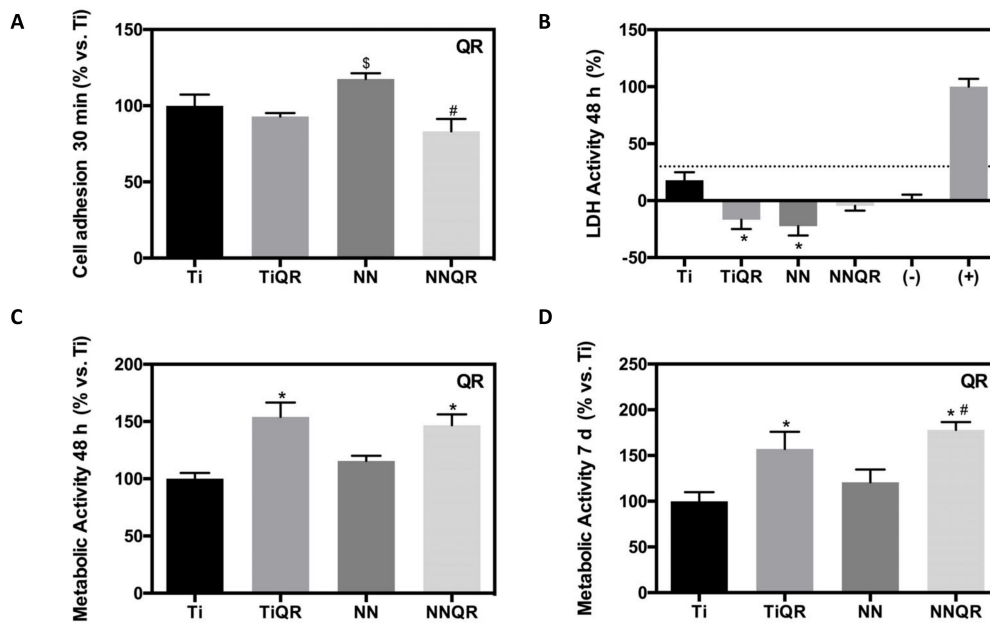 A
Cell adhesion 30 min (% vs. Ti)
150
100
50
0
QR
$
#
Ti TiQR NN NNQR
B
LDH Activity 48 h (%)
150
100
50
0
-50
* *
Ti TiQR NN NNQR (-) (+)
C
Metabolic Activity 48 h (% vs. Ti)
200
150
100
50
0
QR
* *
Ti TiQR NN NNQR
D
Metabolic Activity 7 d (% vs. Ti)
250
200
150
100
50
0
QR
* * #
Ti TiQR NN NNQR